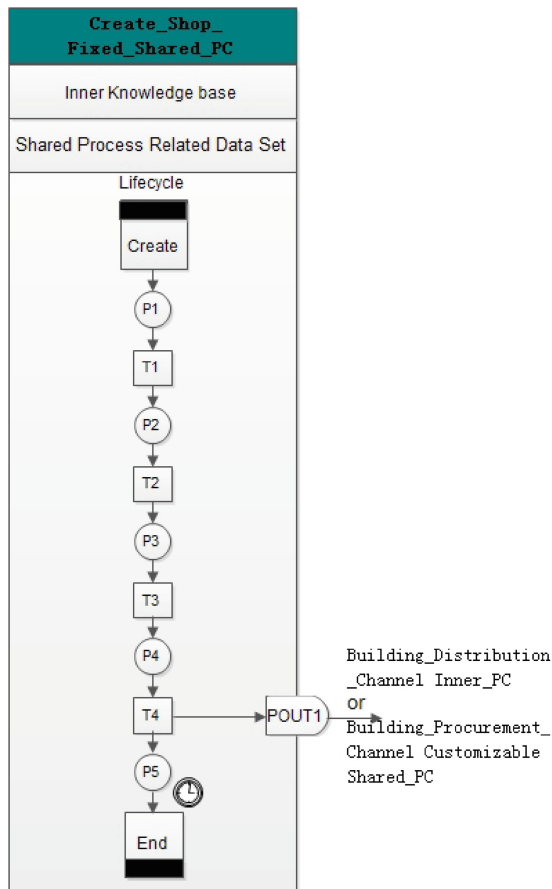 Create_Shop_
Fixed_Shared_PC
Inner Knowledge base
Shared Process Related Data Set
Lifecycle
Create
P1
T1
P2
T2
P3
T3
P4
T4
POUT1
Building_Distribution
_Channel Inner_PC
or
Building_Procurement_
Channel Customizable
Shared_PC
P5
End